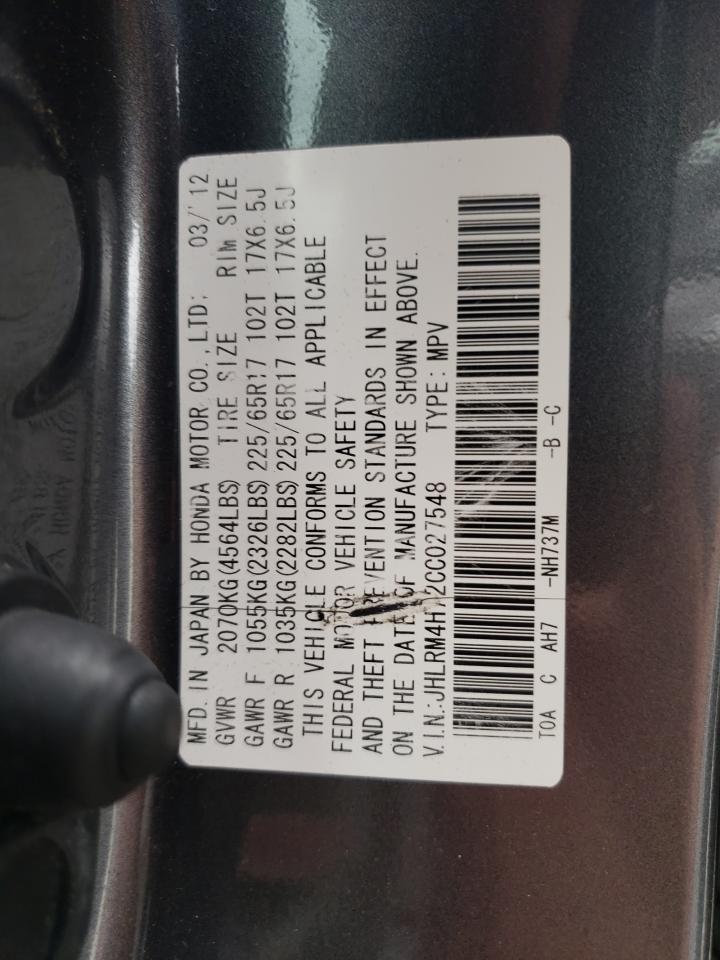 MFD. IN JAPAN BY HONDA MOTOR CO.,LTD: 03/'12
GVWR 2070KG(4564LBS) TIRE SIZE RIM SIZE
GAWR F 1055KG(2326LBS) 225/65R17 102T 17X6.5J
GAWR R 1035KG(2282LBS) 225/65R17 102T 17X6.5J
THIS VEHICLE CONFORMS TO ALL APPLICABLE
FEDERAL MOTOR VEHICLE SAFETY
AND THEFT PREVENTION STANDARDS IN EFFECT
ON THE DATE OF MANUFACTURE SHOWN ABOVE.
V.I.N.: TYPE: MPV
TOA C AH7 -NH737M -B -C